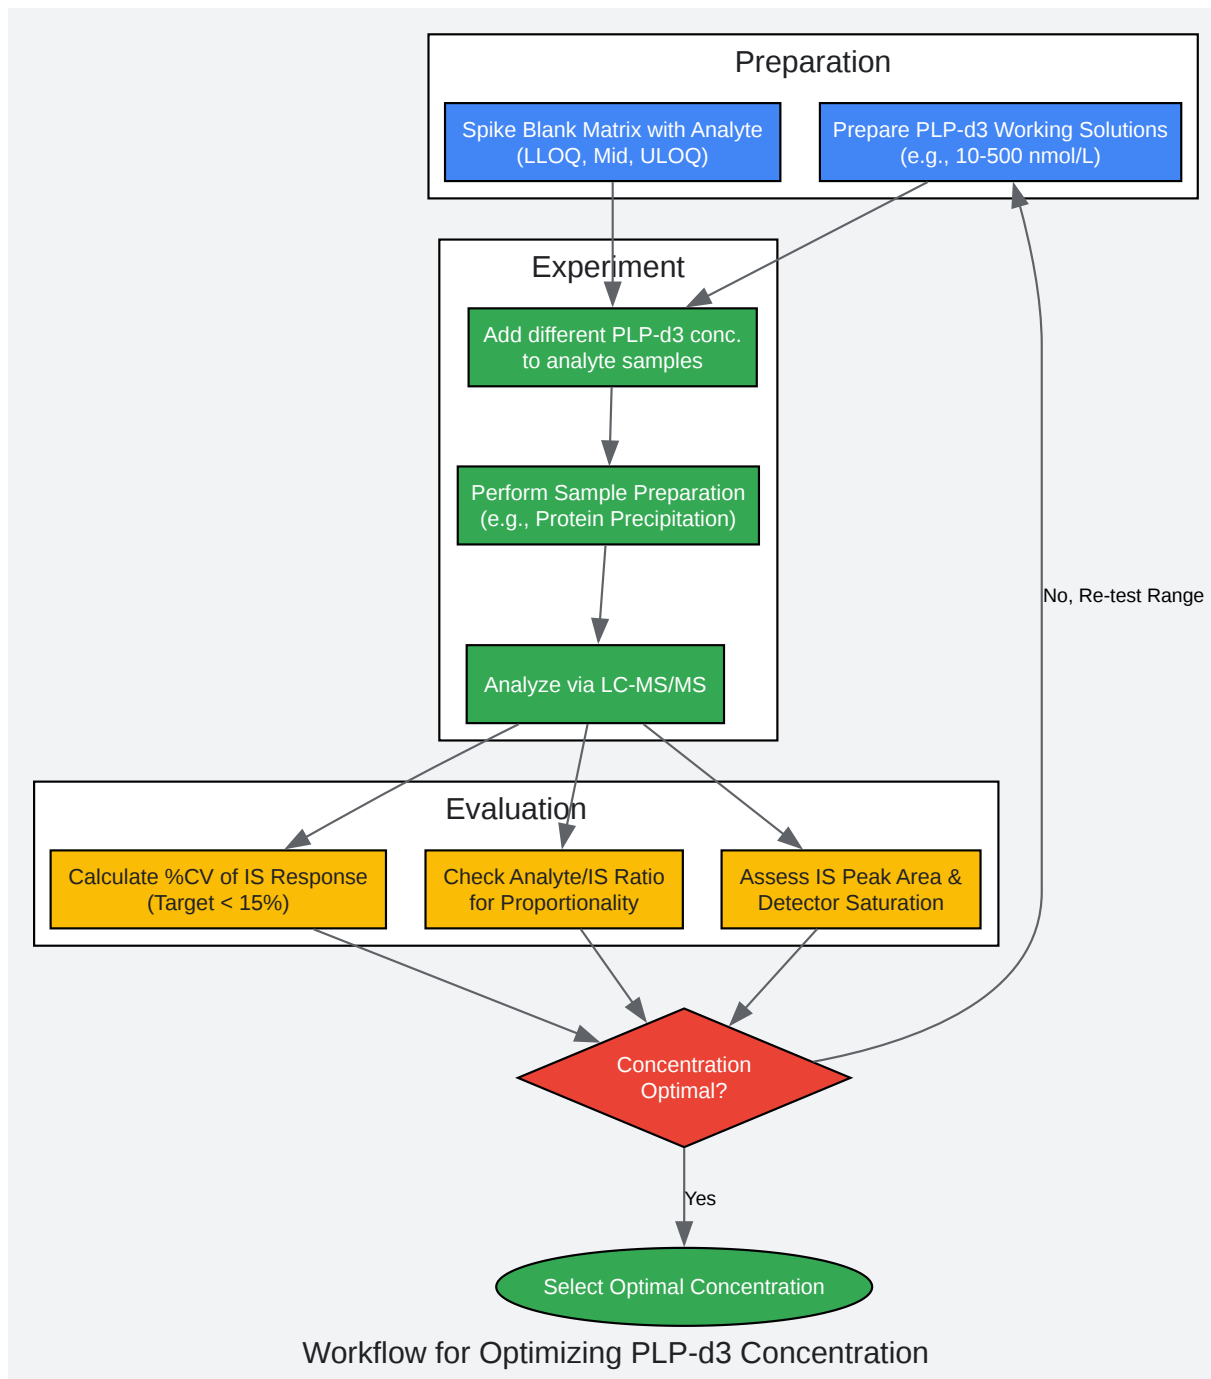 Preparation
Spike Blank Matrix with Analyte
(LLOQ, Mid, ULOQ)
Prepare PLP-d3 Working Solutions
(e.g., 10-500 nmol/L)
Experiment
Add different PLP-d3 conc.
to analyte samples
Perform Sample Preparation
(e.g., Protein Precipitation)
No, Re-test Range
Analyze via LC-MS/MS
Evaluation
Calculate %CV of IS Response
(Target < 15%)
Check Analyte/IS Ratio
for Proportionality
Assess IS Peak Area &
Detector Saturation
Concentration
Optimal?
Yes
Select Optimal Concentration
Workflow for Optimizing PLP-d3 Concentration